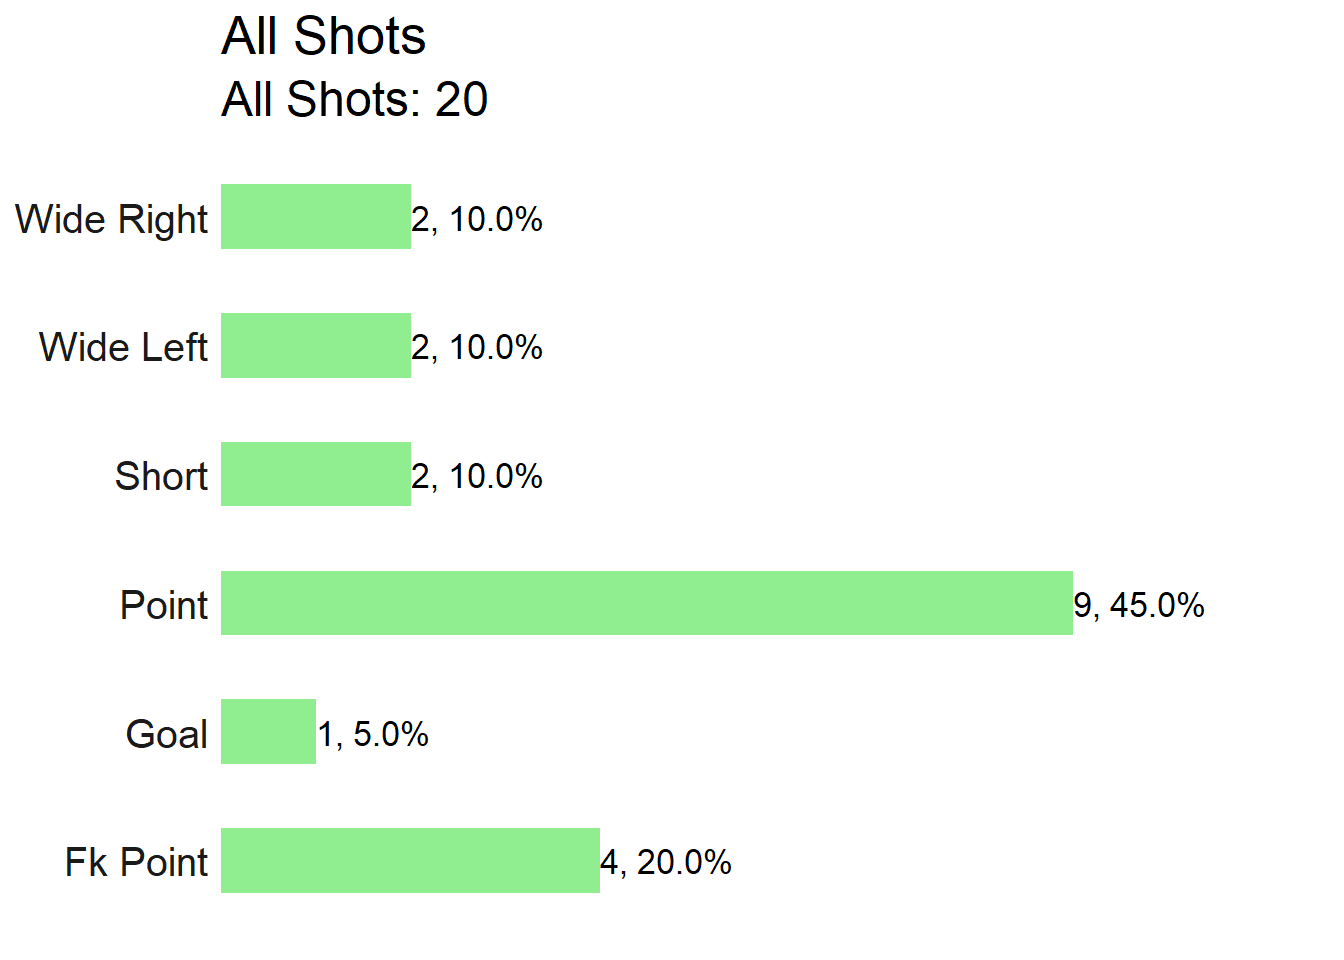 All Shots
All Shots: 20
Wide Right 2, 10.0%
Wide Left 2, 10.0%
Short 2, 10.0%
Point 9, 45.0%
Goal 1, 5.0%
Fk Point 4, 20.0%